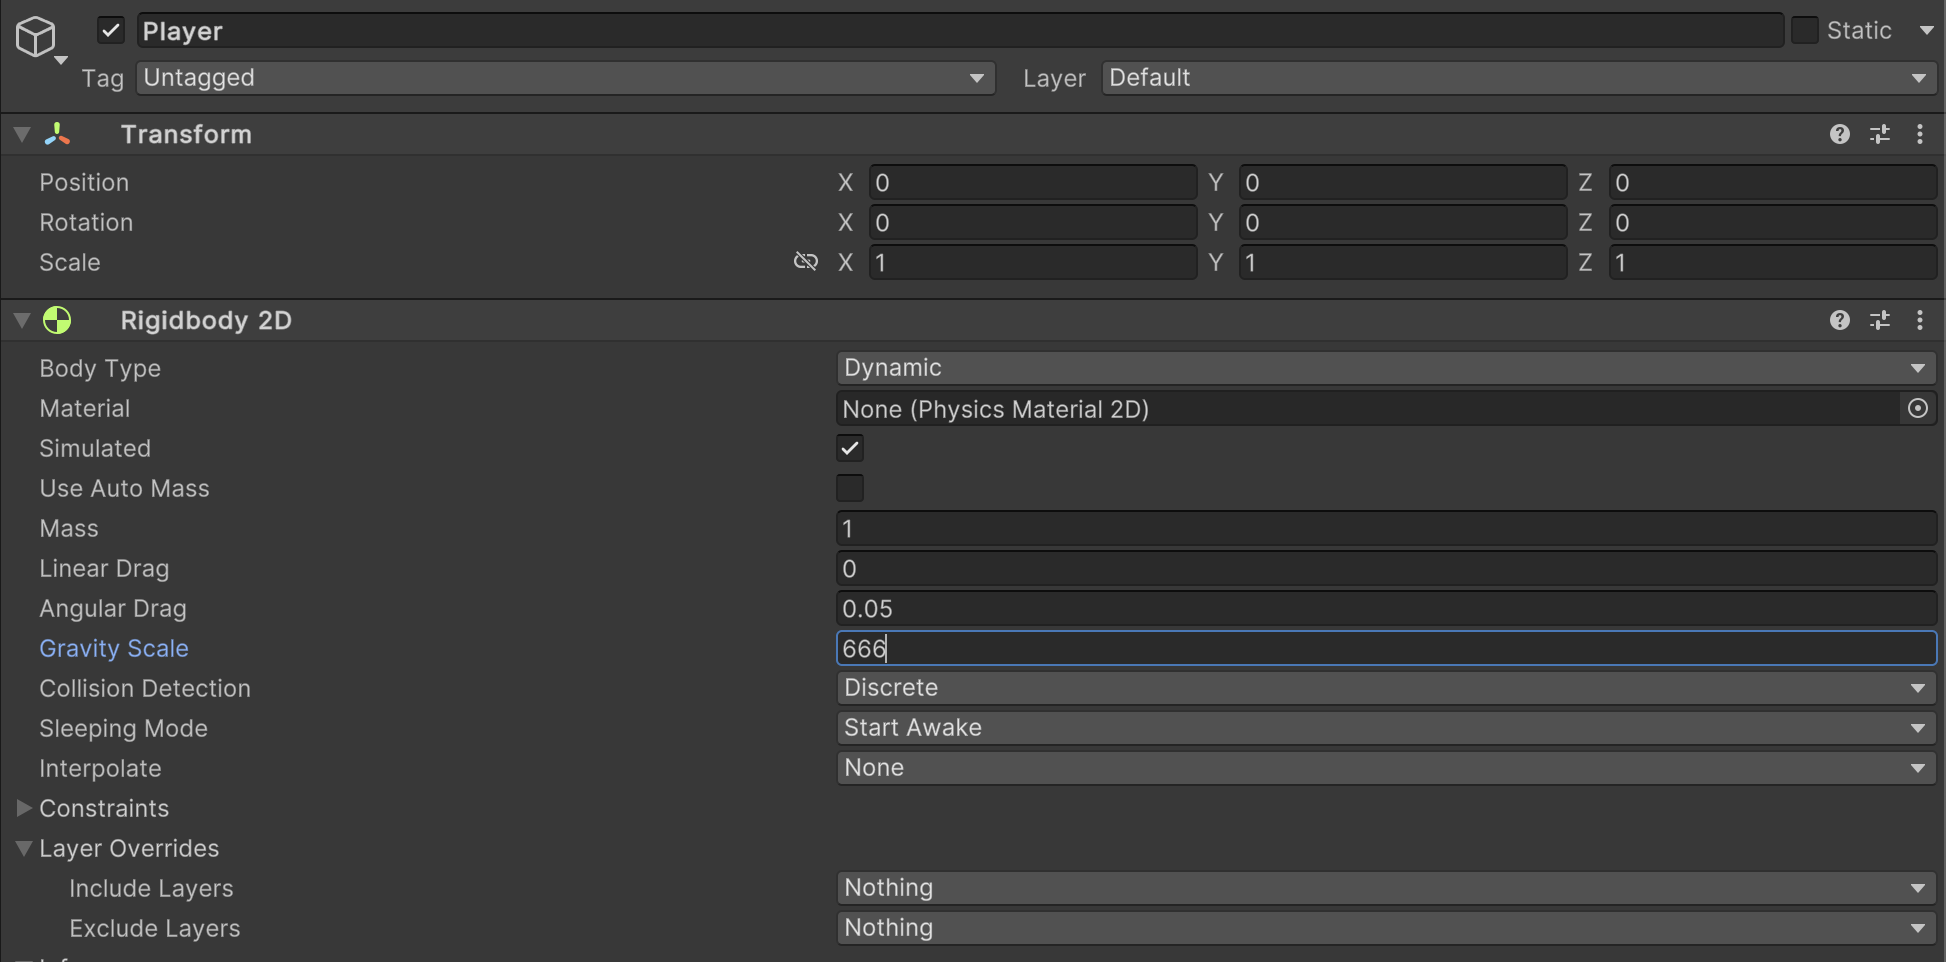 Player Static
Tag Untagged Layer Default
Transform
Position X 0 Y 0 Z 0
Rotation X 0 Y 0 Z 0
Scale X 1 Y 1 Z 1
Rigidbody 2D
Body Type Dynamic
Material None (Physics Material 2D)
Simulated
Use Auto Mass
Mass 1
Linear Drag 0
Angular Drag 0.05
Gravity Scale 666
Collision Detection Discrete
Sleeping Mode Start Awake
Interpolate None
Constraints
Layer Overrides
Include Layers Nothing
Exclude Layers Nothing